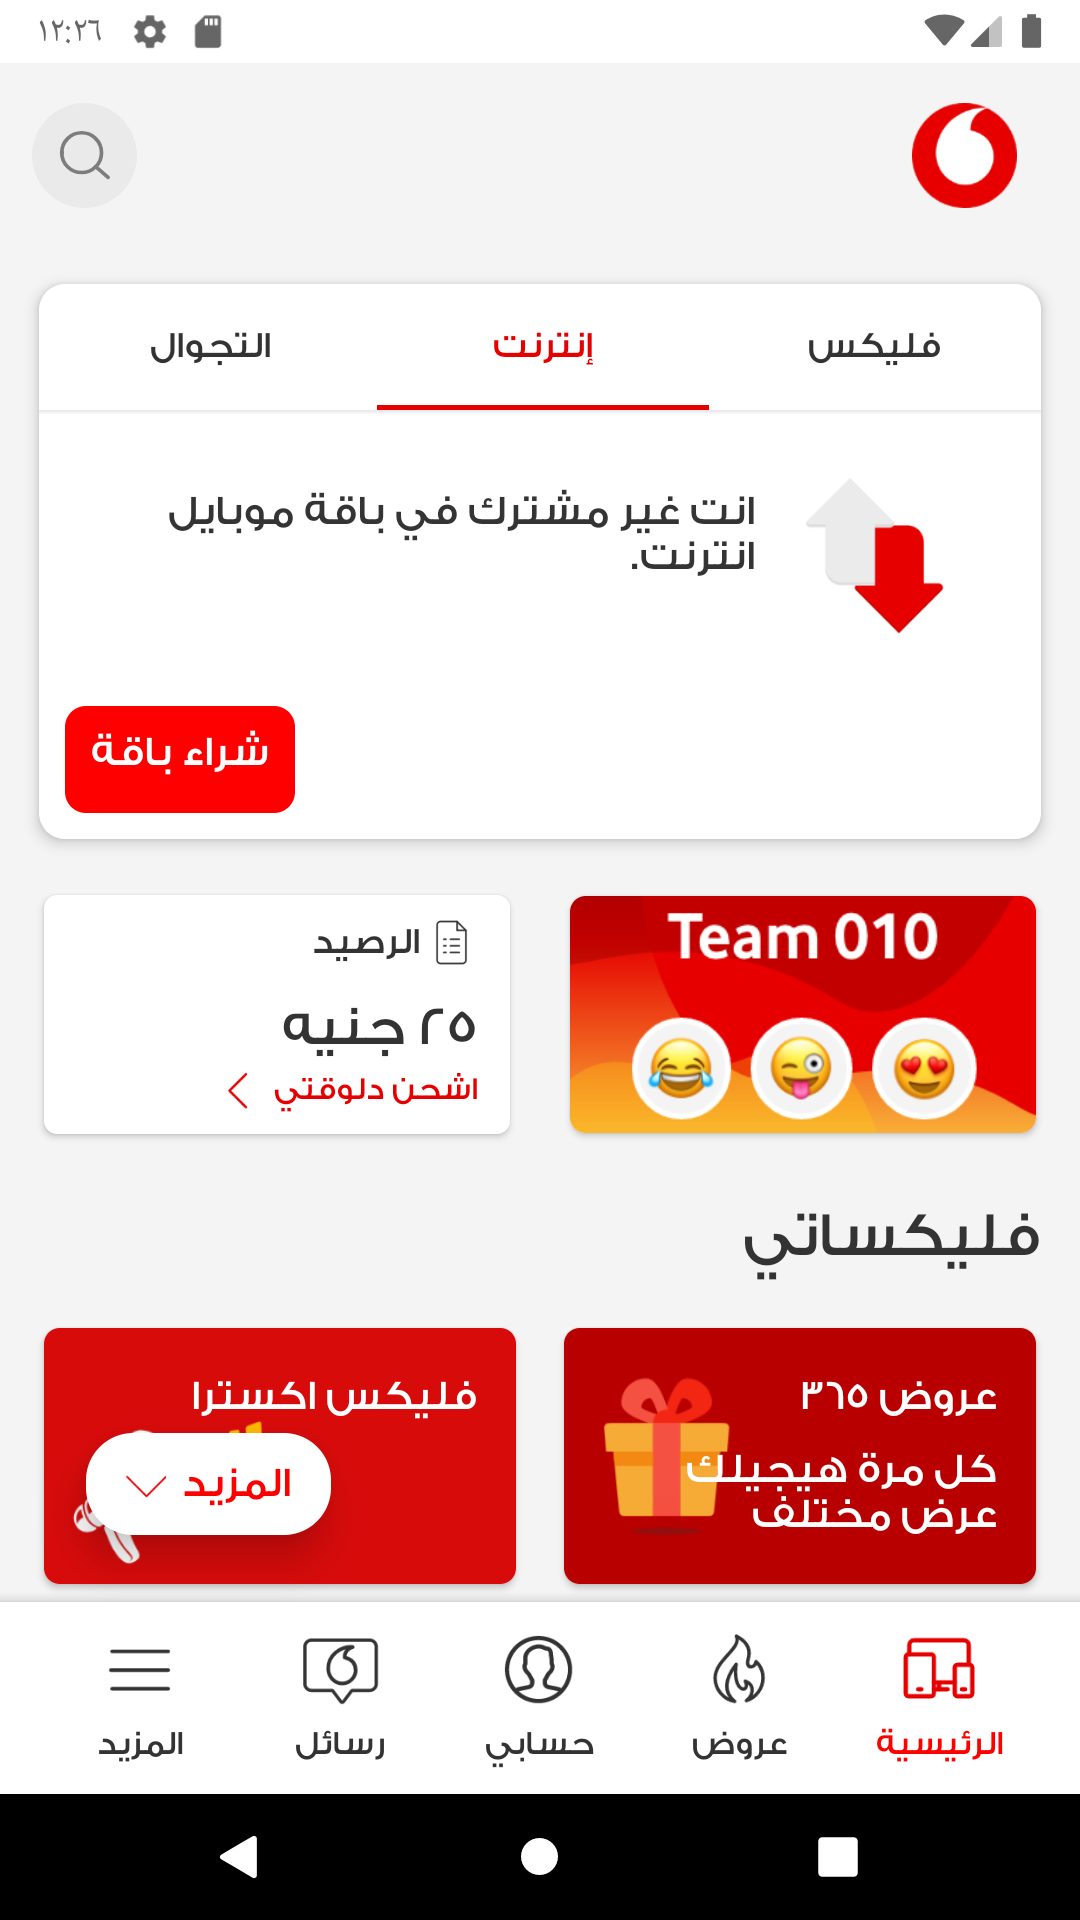 ١٢:٢٦
فليكس
إنترنت
التجوال
انت غير مشترك في باقة موبايل
انترنت.
شراء باقة
Team 010
الرصيد
٢٥ جنيه
اشحن دلوقتي
فليكساتي
عروض ٣٦٥
كل مرة هيجيلك
عرض مختلف
فليكس اكسترا
المزيد
الرئيسية
عروض
حسابي
رسائل
المزيد